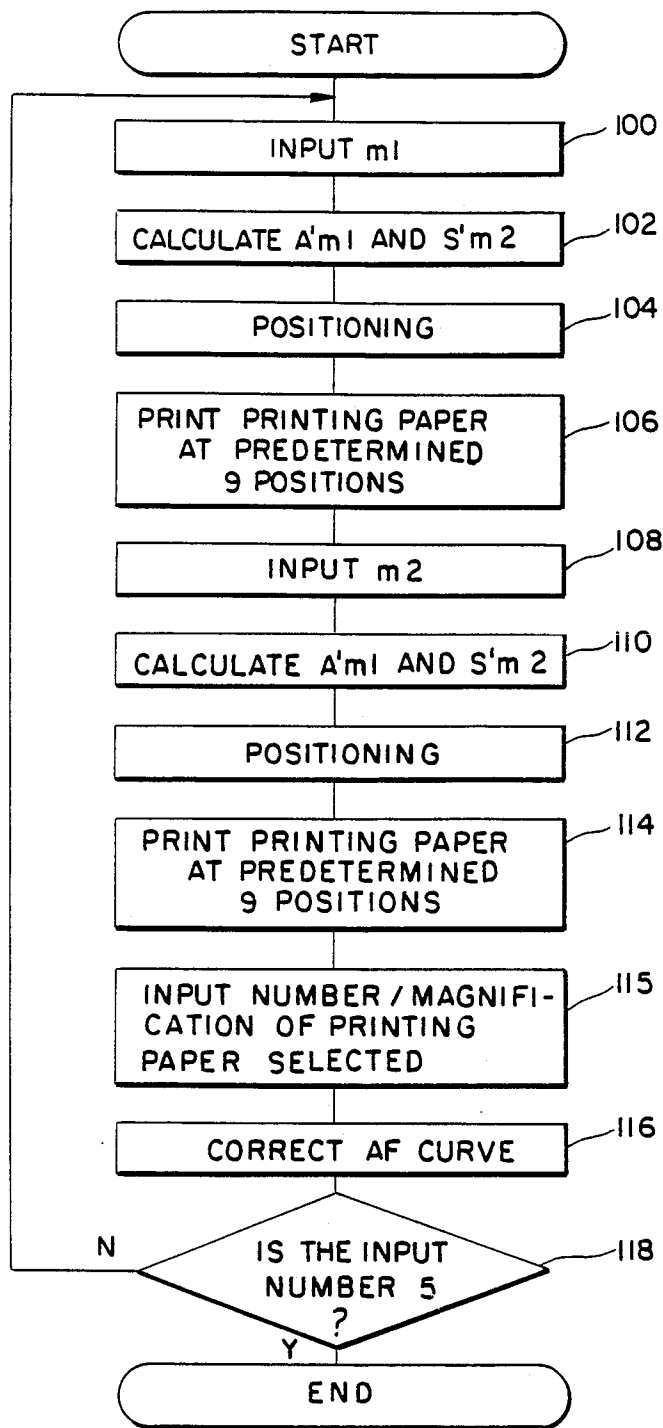 START
INPUT m1
100
CALCULATE A'm1 AND S'm2
102
POSITIONING
104
PRINT PRINTING PAPER
AT PREDETERMINED
9 POSITIONS
106
INPUT m2
108
CALCULATE A'm1 AND S'm2
110
POSITIONING
112
PRINT PRINTING PAPER
AT PREDETERMINED
9 POSITIONS
114
INPUT NUMBER / MAGNIFI-
CATION OF PRINTING
PAPER SELECTED
115
CORRECT AF CURVE
116
N
IS THE INPUT
NUMBER 5
?
118
Y
END